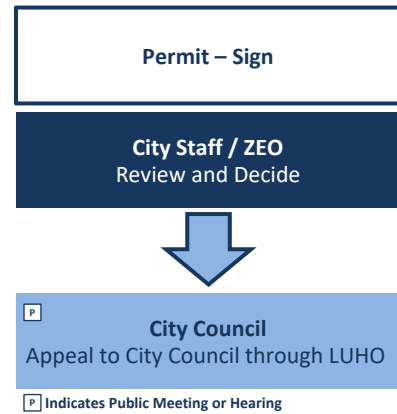 Permit – Sign
City Staff / ZEO
Review and Decide
P
City Council
Appeal to City Council through LUHO
P Indicates Public Meeting or Hearing